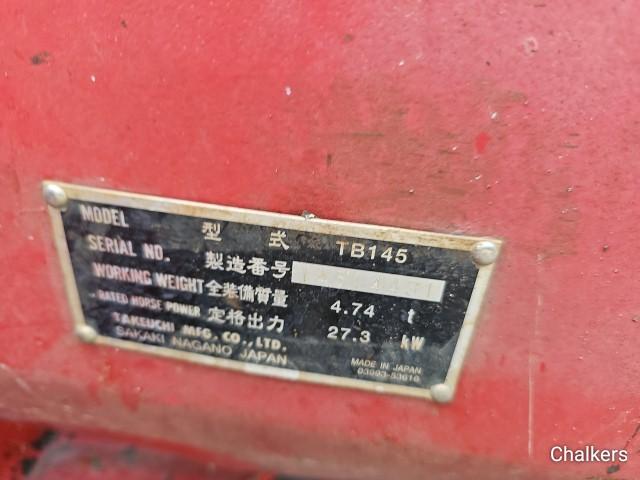 MODEL 型式 TB145
SERIAL NO. 製造番号
WORKING WEIGHT 全装備質量 4.74 t
RATED HORSE POWER 定格出力 27.3 kW
TAKEUCHI MFG. CO., LTD.
SAKAKI NAGANO JAPAN
MADE IN JAPAN
03993-53616
Chalkers